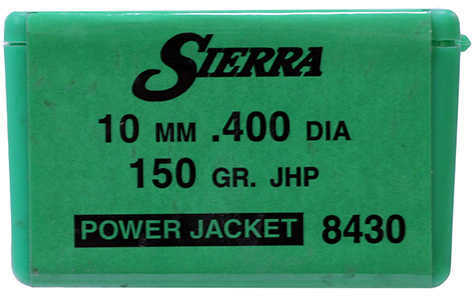 SIERRA
10 MM .400 DIA
150 GR. JHP
POWER JACKET 8430